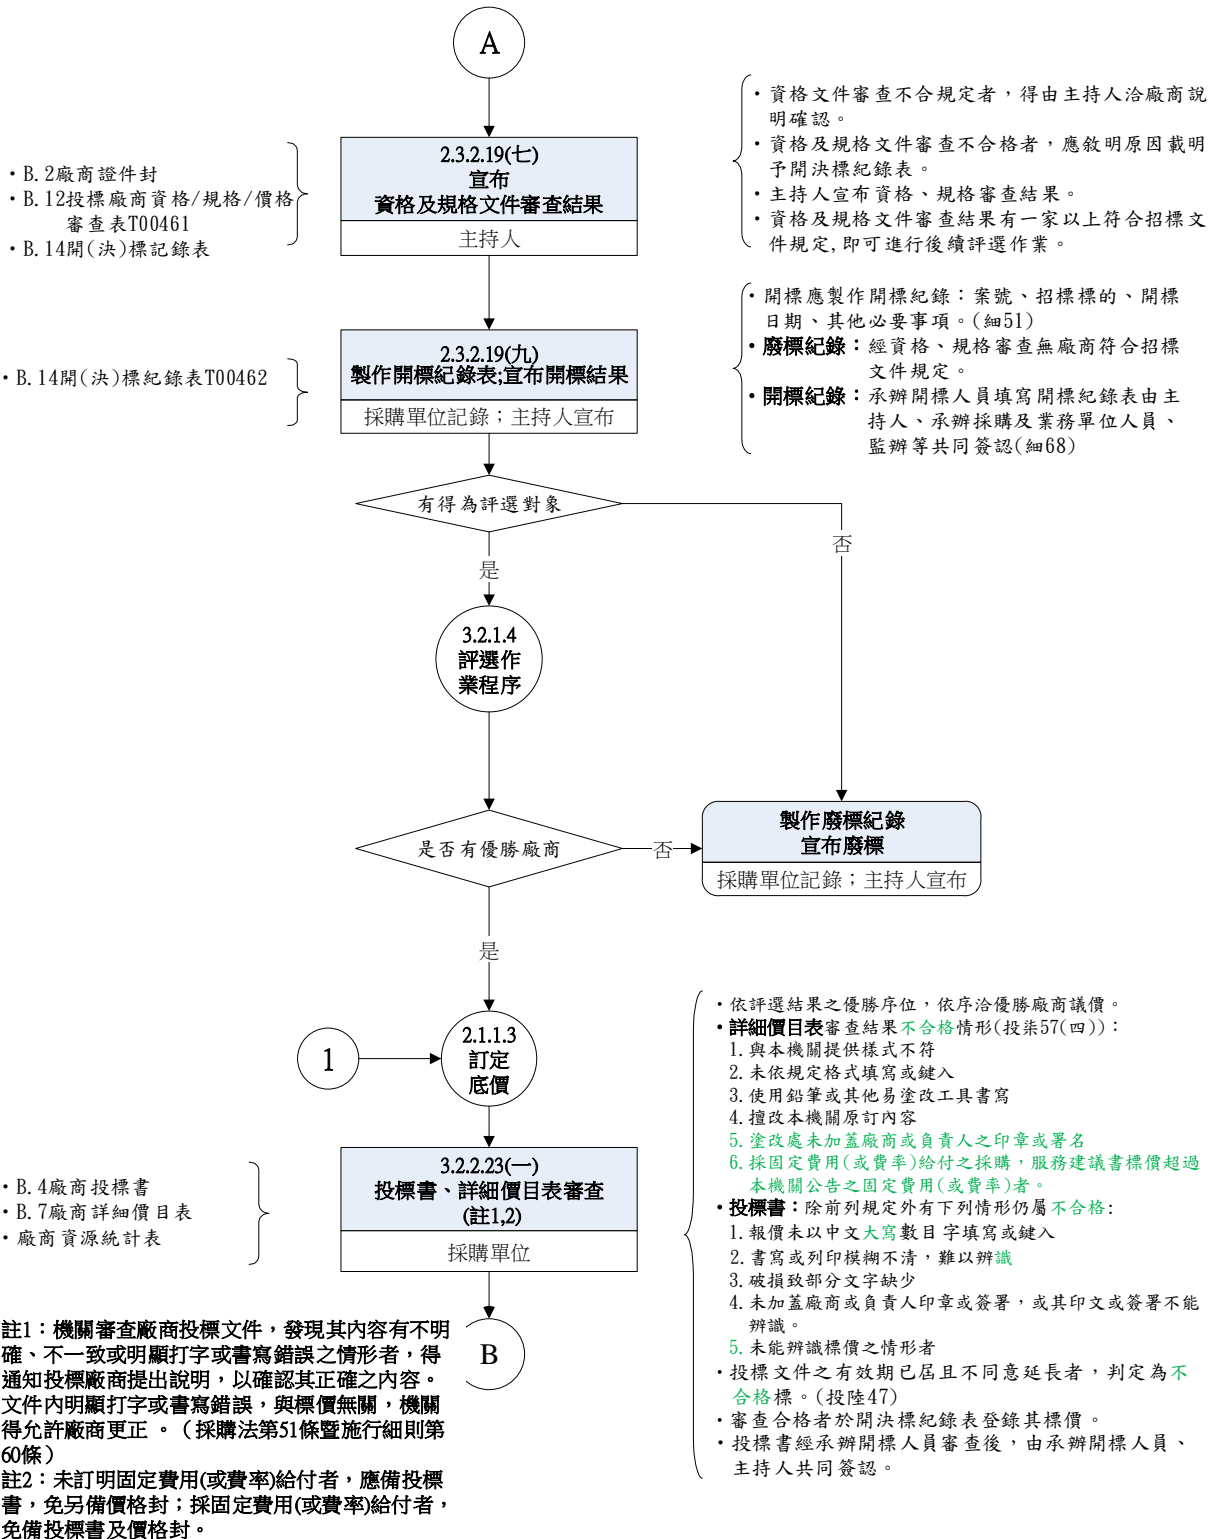 A
・資格文件審查不合規定者，得由主持人洽廠商說
明確認。
・資格及規格文件審查不合格者，應敘明原因載明
予開決標紀錄表。
・主持人宣布資格、規格審查結果。
・資格及規格文件審查結果有一家以上符合招標文
件規定,即可進行後續評選作業。
2.3.2.19(七)
宣布
資格及規格文件審查結果
主持人
・B.2廠商證件封
・B.12投標廠商資格/規格/價格
審查表T00461
・B.14開(決)標記錄表
・開標應製作開標紀錄：案號、招標標的、開標
日期、其他必要事項。(細51)
・廢標紀錄：經資格、規格審查無廠商符合招標
文件規定。
・開標紀錄：承辦開標人員填寫開標紀錄表由主
持人、承辦採購及業務單位人員、
監辦等共同簽認(細68)
2.3.2.19(九)
製作開標紀錄表;宣布開標結果
採購單位記錄；主持人宣布
・B.14開(決)標紀錄表T00462
有得為評選對象
否
是
3.2.1.4
評選作
業程序
是否有優勝廠商
否
製作廢標紀錄
宣布廢標
採購單位記錄；主持人宣布
是
1
2.1.1.3
訂定
底價
・依評選結果之優勝序位，依序洽優勝廠商議價。
・詳細價目表審查結果不合格情形(投柒57(四))：
1.與本機關提供樣式不符
2.未依規定格式填寫或鍵入
3.使用鉛筆或其他易塗改工具書寫
4.擅改本機關原訂內容
5.塗改處未加蓋廠商或負責人之印章或署名
6.採固定費用(或費率)給付之採購，服務建議書標價超過
本機關公告之固定費用(或費率)者。
・投標書：除前列規定外有下列情形仍屬不合格:
1.報價未以中文大寫數目字填寫或鍵入
2.書寫或列印模糊不清，難以辨識
3.破損致部分文字缺少
4.未加蓋廠商或負責人印章或簽署，或其印文或簽署不能
辨識。
5.未能辨識標價之情形者
・投標文件之有效期已屆且不同意延長者，判定為不
合格標。(投陸47)
・審查合格者於開決標紀錄表登錄其標價。
・投標書經承辦開標人員審查後，由承辦開標人員、
主持人共同簽認。
3.2.2.23(一)
投標書、詳細價目表審查
(註1,2)
採購單位
・B.4廠商投標書
・B.7廠商詳細價目表
・廠商資源統計表
B
註1：機關審查廠商投標文件，發現其內容有不明
確、不一致或明顯打字或書寫錯誤之情形者，得
通知投標廠商提出說明，以確認其正確之內容。
文件內明顯打字或書寫錯誤，與標價無關，機關
得允許廠商更正 。（採購法第51條暨施行細則第
60條）
註2：未訂明固定費用(或費率)給付者，應備投標
書，免另備價格封；採固定費用(或費率)給付者，
免備投標書及價格封。